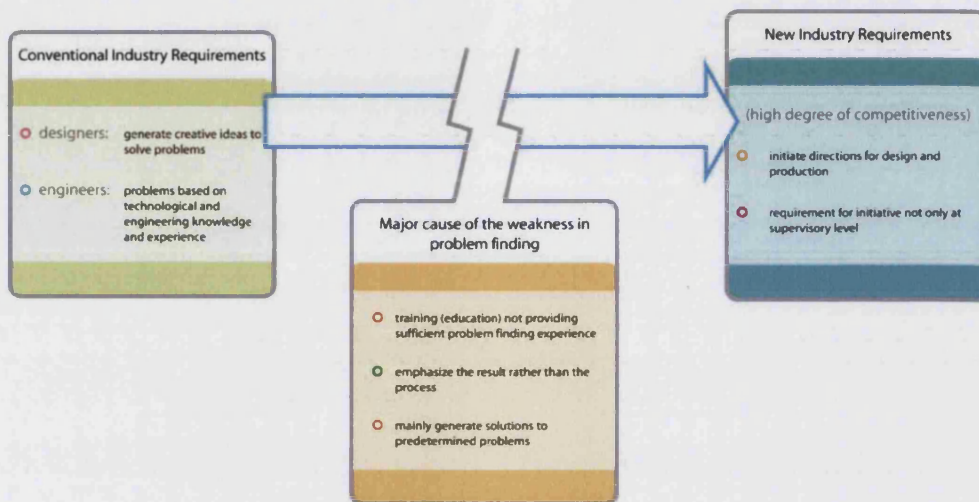 Conventional Industry Requirements
designers: generate creative ideas to
solve problems
engineers: problems based on
technological and
engineering knowledge
and experience
Major cause of the weakness in
problem finding
training (education) not providing
sufficient problem finding experience
emphasize the result rather than the
process
mainly generate solutions to
predetermined problems
New Industry Requirements
(high degree of competitiveness)
initiate directions for design and
production
requirement for initiative not only at
supervisory level